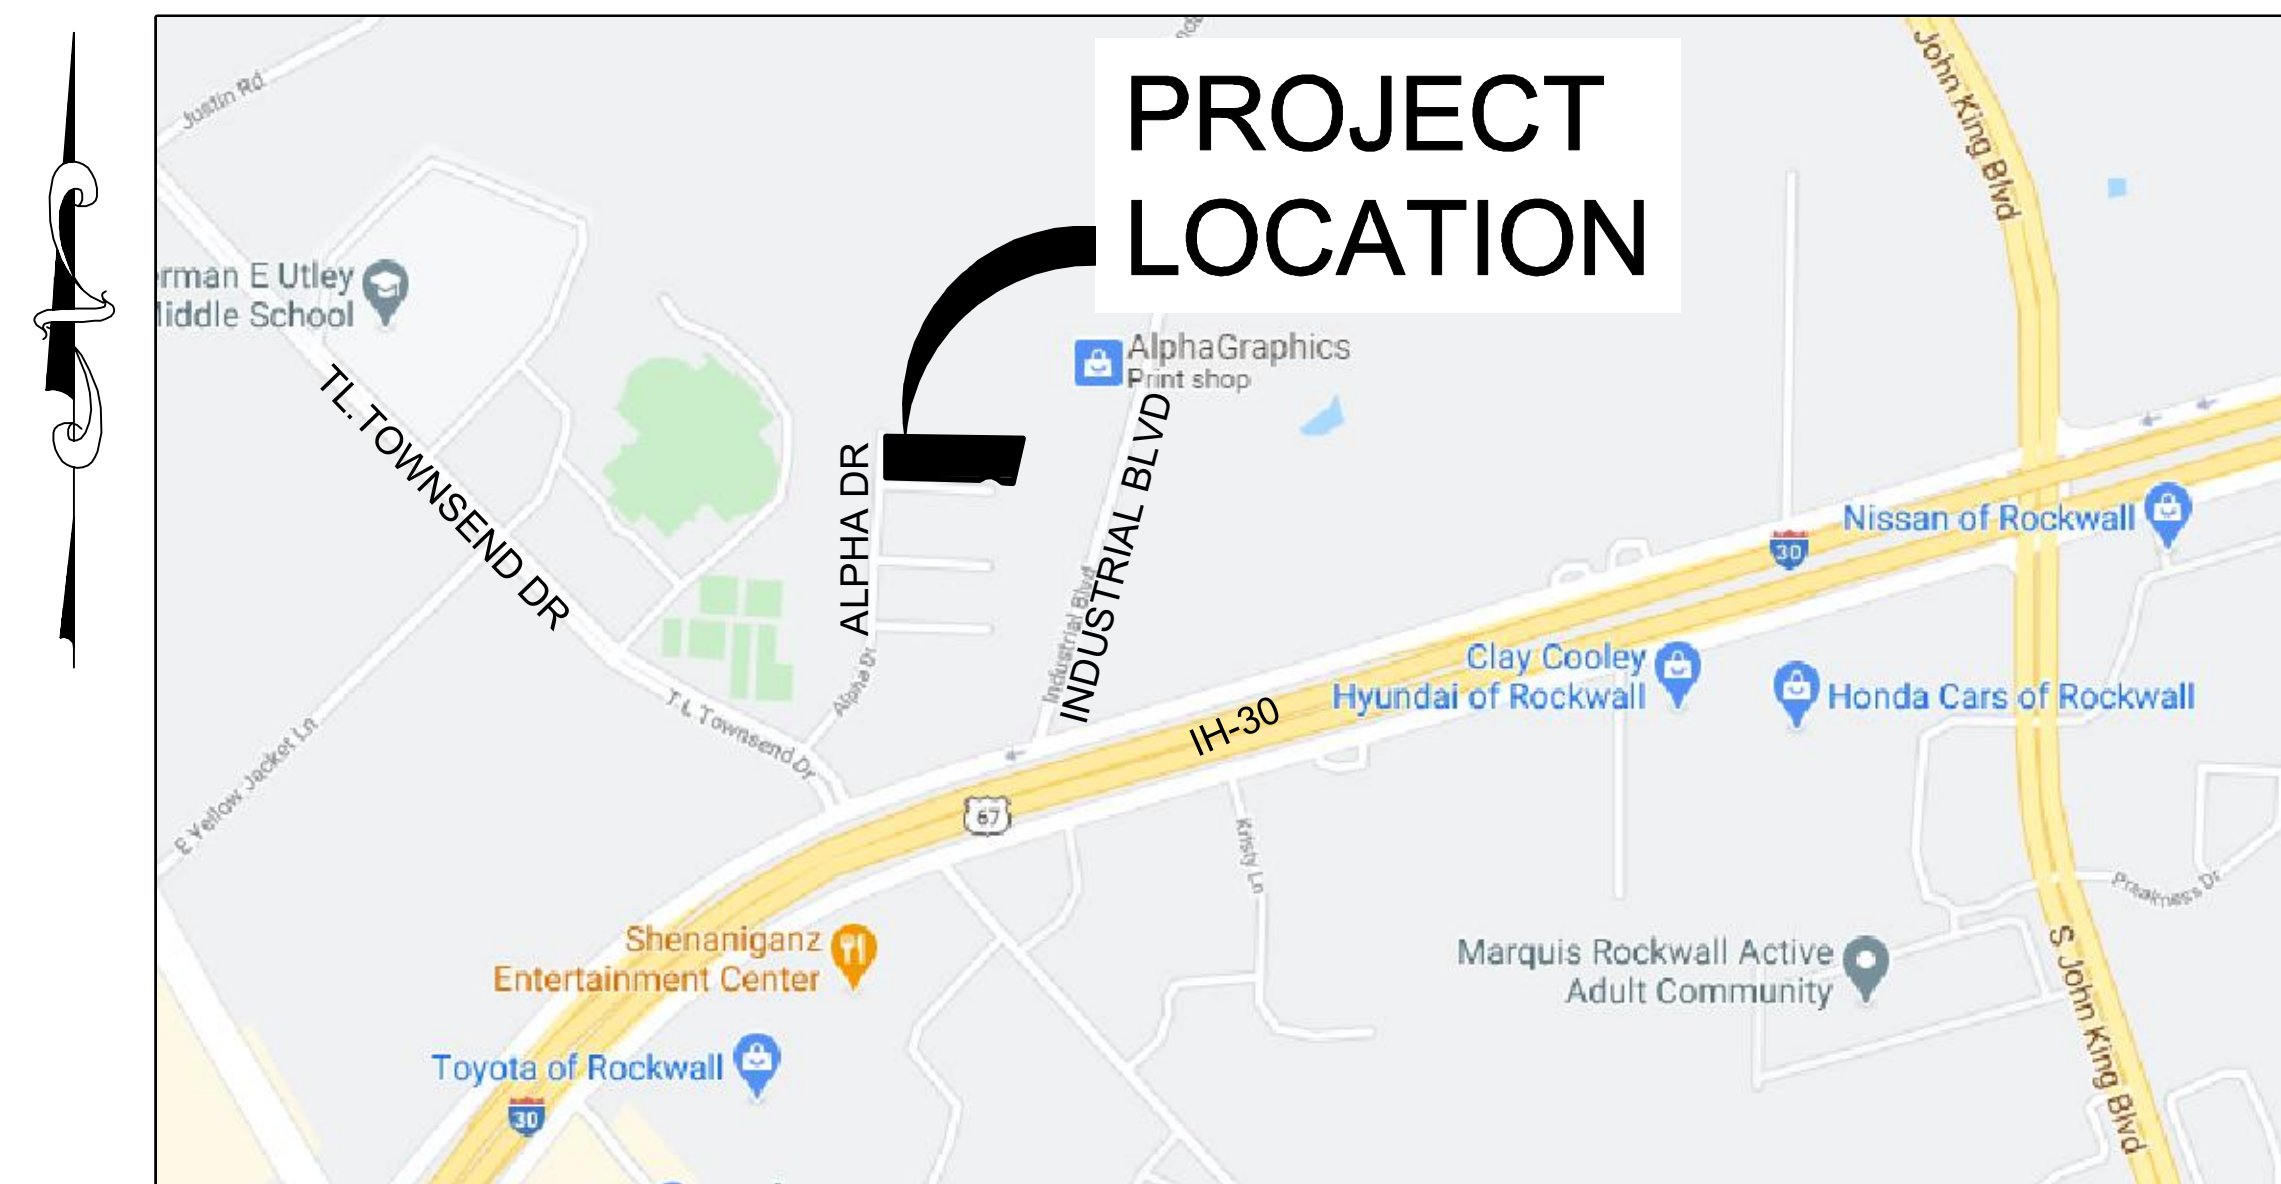 Justin Rd
PROJECT
LOCATION
John King Blvd
rman E Utley
iddle School
AlphaGraphics
Print shop
TL. TOWNSEND DR
ALPHA DR
INDUSTRIAL BLVD
Industrial Blvd
Nissan of Rockwall
30
Alpha Dr
T L Townsend Dr
Clay Cooley
Hyundai of Rockwall
Honda Cars of Rockwall
IH-30
E Yellow Jacket Ln
67
Kristy Ln
Preakness Dr
Shenaniganz
Entertainment Center
Marquis Rockwall Active
Adult Community
S John King Blvd
Toyota of Rockwall
30